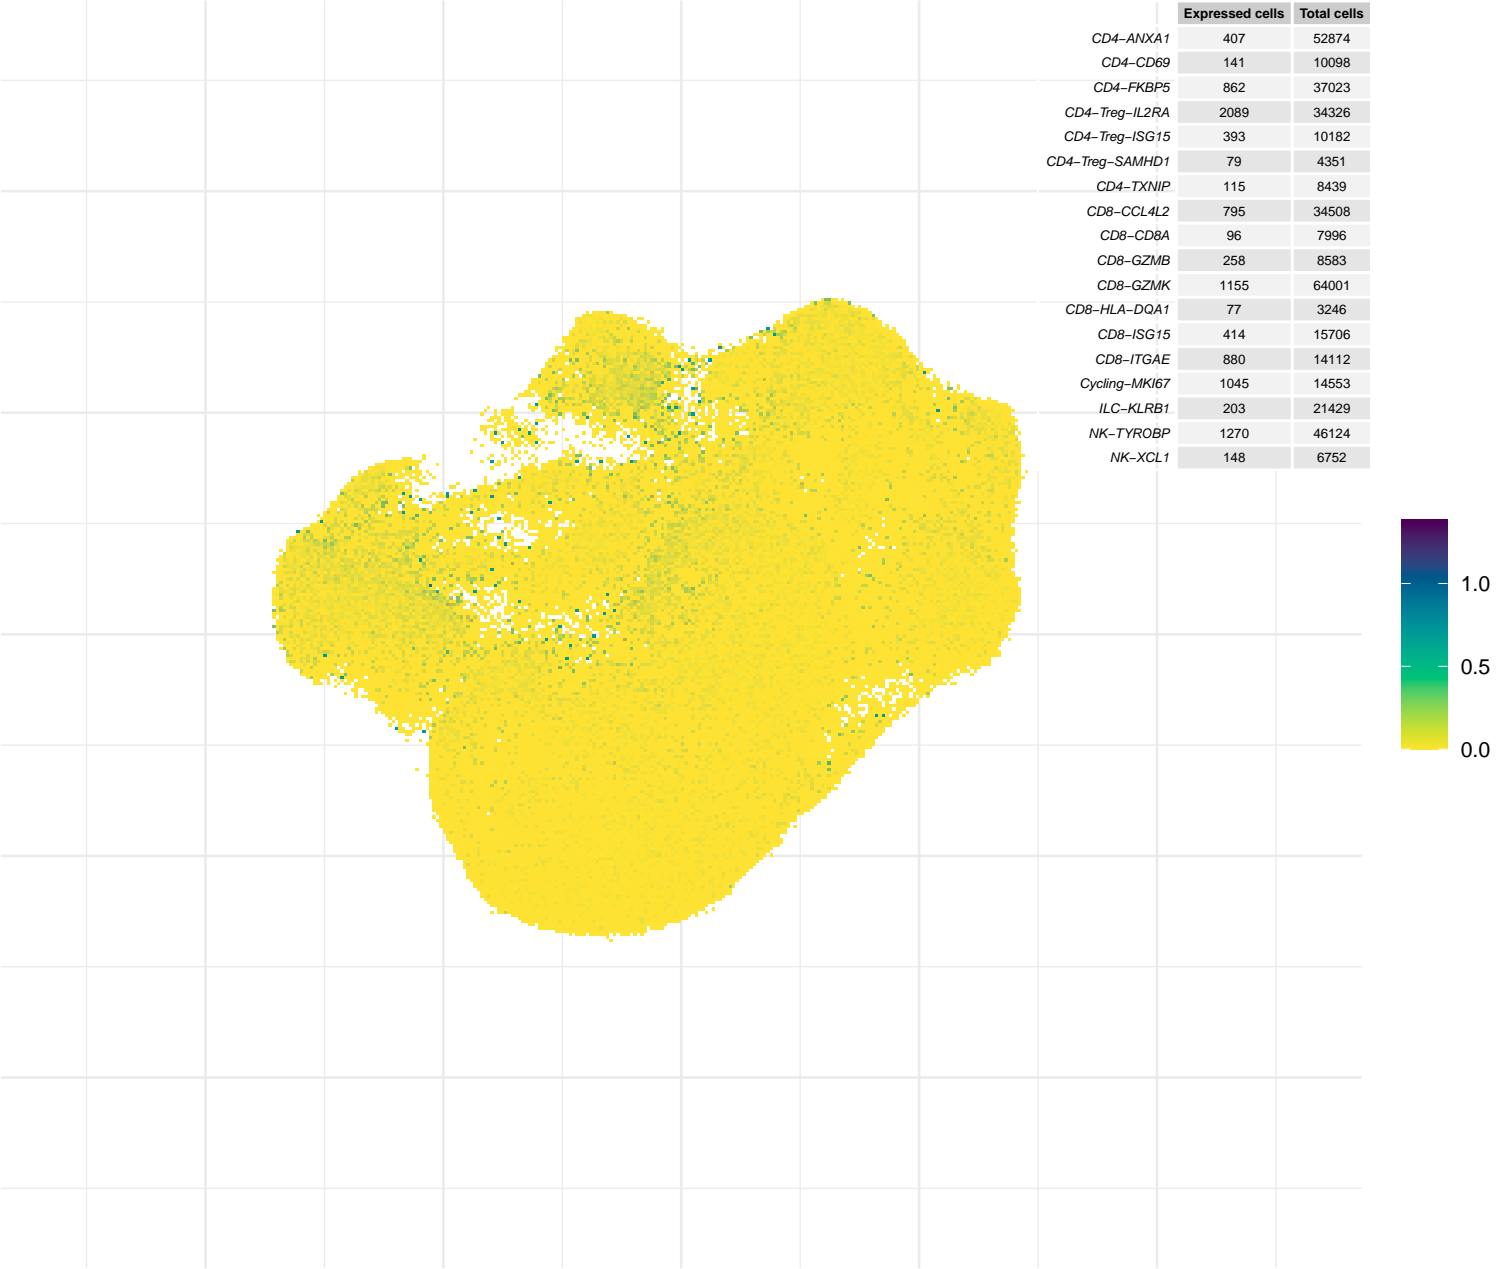 Expressed cells Total cells
CD4−ANXA1 407 52874
CD4−CD69 141 10098
CD4−FKBP5 862 37023
CD4−Treg−IL2RA 2089 34326
CD4−Treg−ISG15 393 10182
CD4−Treg−SAMHD1 79 4351
CD4−TXNIP 115 8439
CD8−CCL4L2 795 34508
CD8−CD8A 96 7996
CD8−GZMB 258 8583
CD8−GZMK 1155 64001
CD8−HLA−DQA1 77 3246
CD8−ISG15 414 15706
CD8−ITGAE 880 14112
Cycling−MKI67 1045 14553
ILC−KLRB1 203 21429
NK−TYROBP 1270 46124
NK−XCL1 148 6752
1.0
0.5
0.0